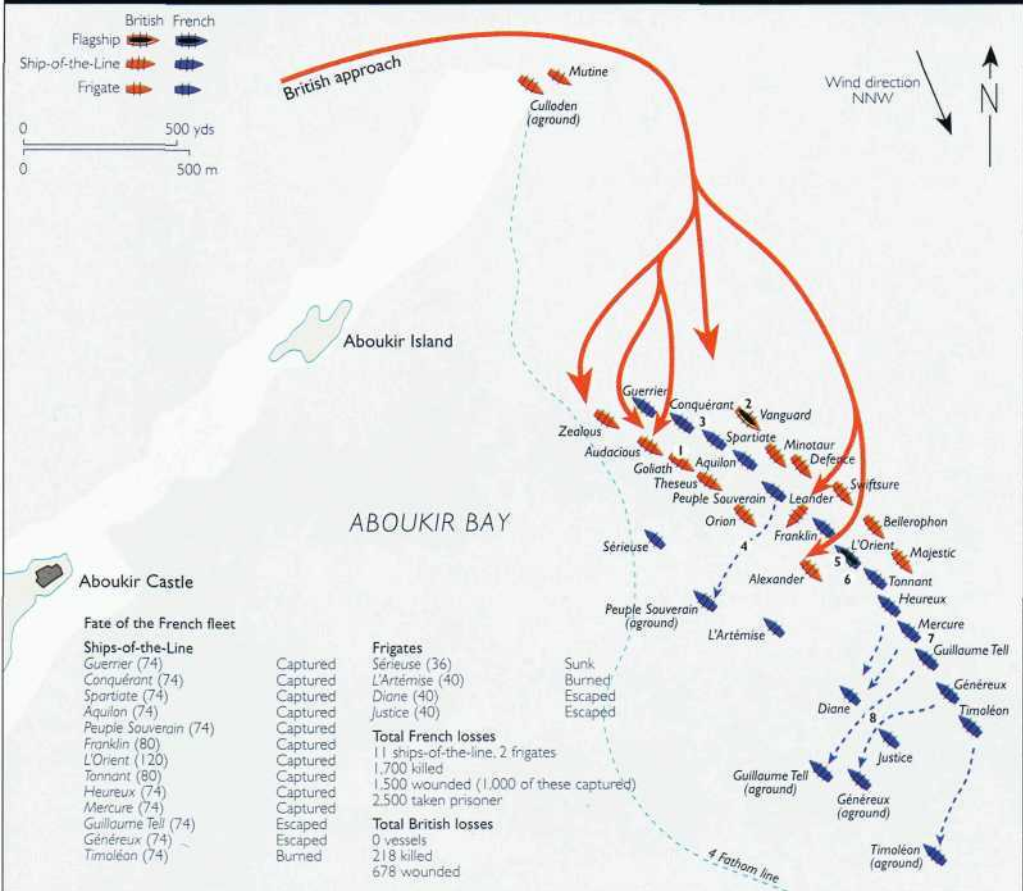 British French
Flagship
Ship-of-the-Line
Frigate
0 500 yds
0 500 m
British approach
Mutine
Culloden
(aground)
Wind direction
NNW
N
Aboukir Island
Guerrier
Conquérant
2
Vanguard
3
Zealous
Spartiate
Minotaur
Audacious
1
Aquilon
Defence
Goliath
Theseus
Swiftsure
Peuple Souverain
Leander
Orion
Bellerophon
ABOUKIR BAY
Franklin
Sérieuse
4
L'Orient
Majestic
5
Alexander
6
Tonnant
Aboukir Castle
Heureux
Peuple Souverain
(aground)
L'Artémise
Mercure
7
Guillaume Tell
Généreux
Diane
Timoléon
8
Justice
Guillaume Tell
(aground)
Généreux
(aground)
Timoléon
(aground)
4 Fathom line
Fate of the French fleet
Ships-of-the-Line
Guerrier (74) Captured
Conquérant (74) Captured
Spartiate (74) Captured
Aquilon (74) Captured
Peuple Souverain (74) Captured
Franklin (80) Captured
L'Orient (120) Captured
Tonnant (80) Captured
Heureux (74) Captured
Mercure (74) Captured
Guillaume Tell (74) Escaped
Généreux (74) Escaped
Timoléan (74) Burned
Frigates
Sérieuse (36) Sunk
L'Artémise (40) Burned
Diane (40) Escaped
Justice (40) Escaped
Total French losses
11 ships-of-the-line, 2 frigates
1,700 killed
1,500 wounded (1,000 of these captured)
2,500 taken prisoner
Total British losses
0 vessels
218 killed
678 wounded